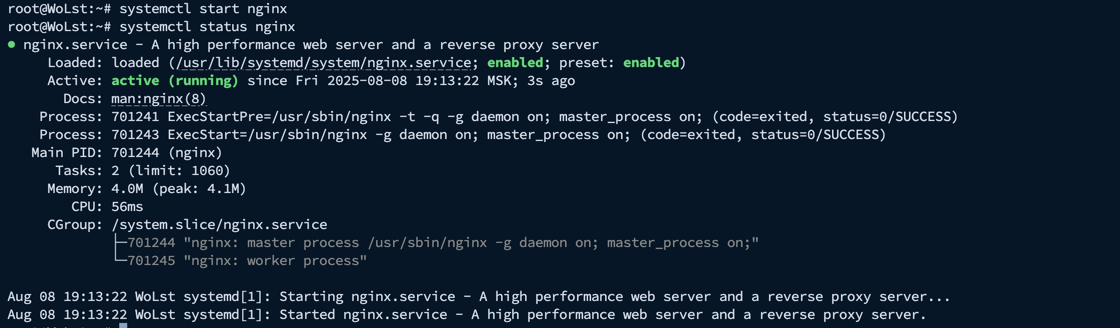 root@WoLst:~# systemctl start nginx
root@WoLst:~# systemctl status nginx
● nginx.service - A high performance web server and a reverse proxy server
     Loaded: loaded (/usr/lib/systemd/system/nginx.service; enabled; preset: enabled)
     Active: active (running) since Fri 2025-08-08 19:13:22 MSK; 3s ago
       Docs: man:nginx(8)
    Process: 701241 ExecStartPre=/usr/sbin/nginx -t -q -g daemon on; master_process on; (code=exited, status=0/SUCCESS)
    Process: 701243 ExecStart=/usr/sbin/nginx -g daemon on; master_process on; (code=exited, status=0/SUCCESS)
   Main PID: 701244 (nginx)
      Tasks: 2 (limit: 1060)
     Memory: 4.0M (peak: 4.1M)
        CPU: 56ms
     CGroup: /system.slice/nginx.service
             ├─701244 "nginx: master process /usr/sbin/nginx -g daemon on; master_process on;"
             └─701245 "nginx: worker process"

Aug 08 19:13:22 WoLst systemd[1]: Starting nginx.service - A high performance web server and a reverse proxy server...
Aug 08 19:13:22 WoLst systemd[1]: Started nginx.service - A high performance web server and a reverse proxy server.